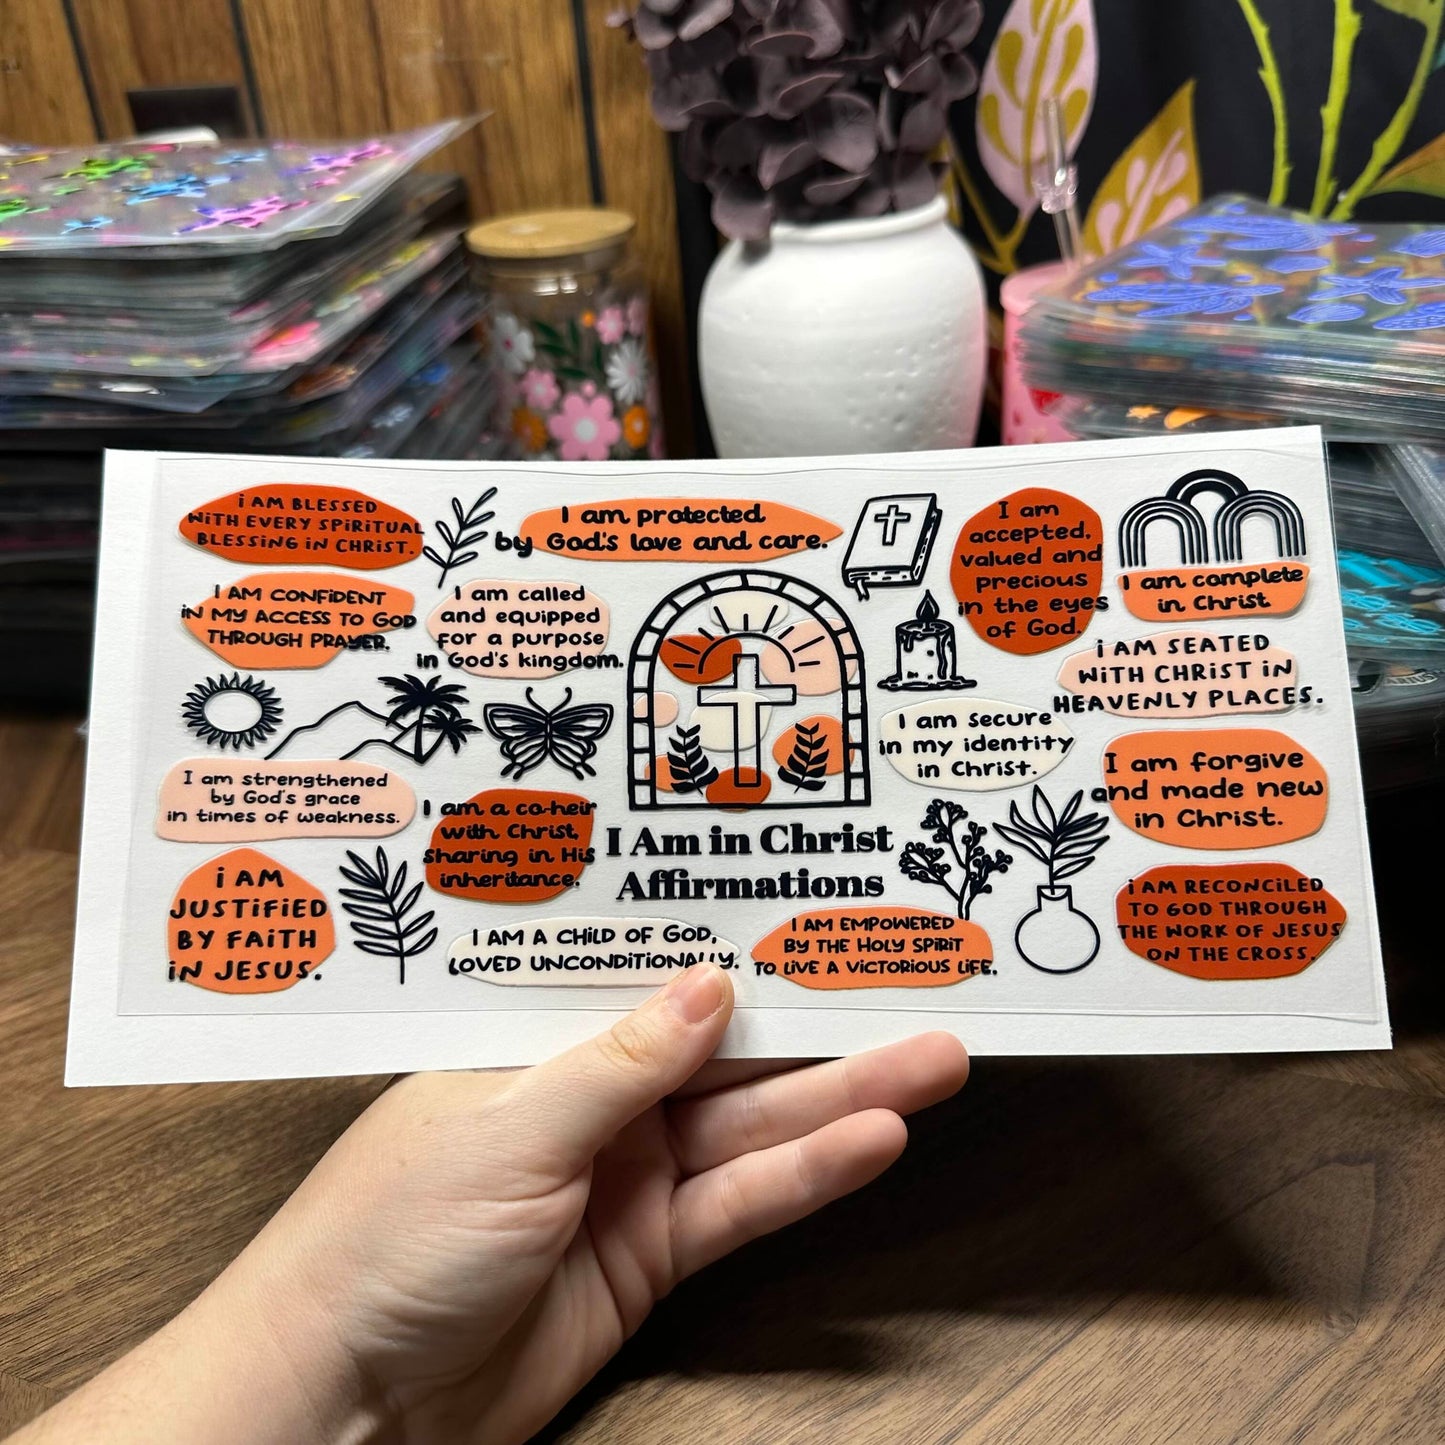 i AM BLESSED
WiTH EVERY SPiRiTUAL
BLESSiNG iN CHRiST.
I am protected
by God's love and care.
I am
accepted,
valued and
precious
in the eyes
of God.
I am complete
in Christ
I AM CONFiDENT
iN MY ACCESS TO GOD
THROUGH PRAYER.
I am called
and equipped
for a purpose
in God's kingdom.
i AM SEATED
WiTH CHRiST iN
HEAVENLY PLACES.
I am secure
in my identity
in Christ.
I am strengthened
by God's grace
in times of weakness.
I am a co-heir
with Christ,
sharing in His
inheritance.
I am forgive
and made new
in Christ.
I Am in Christ
Affirmations
i AM
JUSTiFiED
BY FAiTH
iN JESUS.
I AM A CHiLD OF GOD,
LOVED UNCONDiTiONALLY.
I AM EMPOWERED
BY THE HOLY SPiRiT
TO LiVE A ViCTORiOUS LiFE.
i AM RECONCiLED
TO GOD THROUGH
THE WORK OF JESUS
ON THE CROSS.